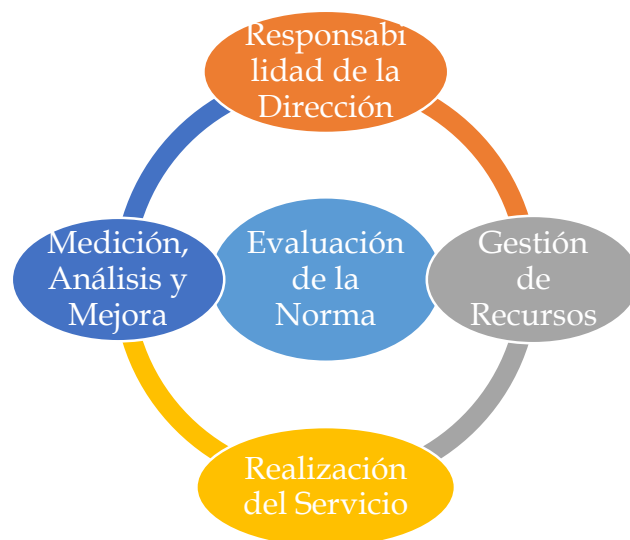 Responsabi
lidad de la
Dirección
Medición,
Análisis y
Mejora
Evaluación
de la
Norma
Gestión
de
Recursos
Realización
del Servicio